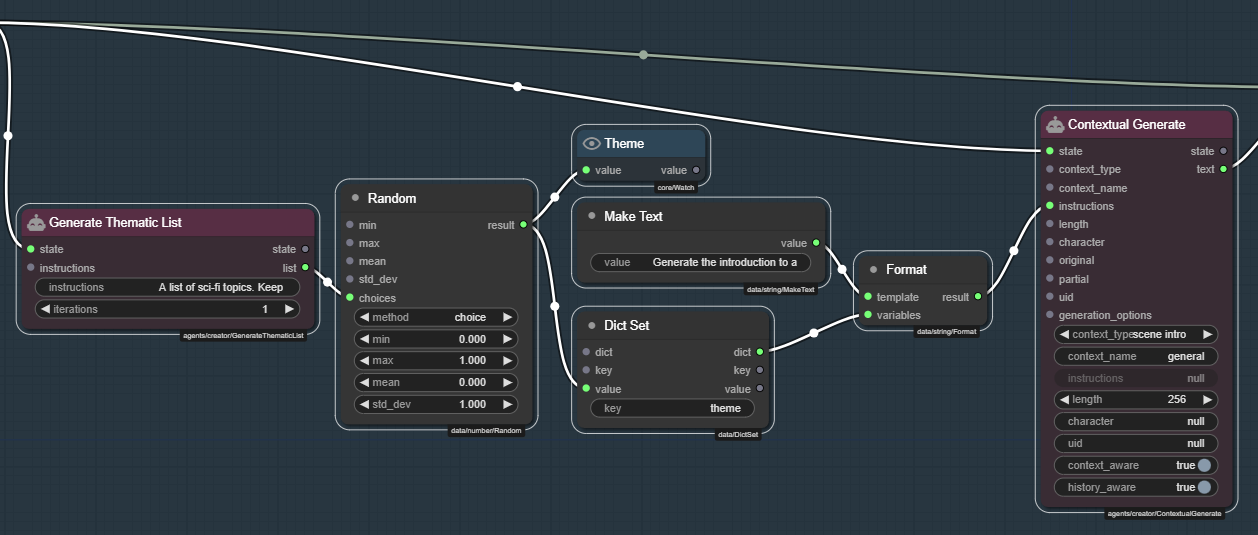 Generate Thematic List
state state
instructions list
instructions A list of sci-fi topics. Keep
iterations 1
agents/creator/GenerateThematicList
Random
min result
max
mean
std_dev
choices
method choice
min 0.000
max 1.000
mean 0.000
std_dev 1.000
data/number/Random
Theme
value value
core/Watch
Make Text
value
value Generate the introduction to a
data/string/MakeText
Dict Set
dict dict
key key
value value
key theme
data/DictSet
Format
template result
variables
data/string/Format
Contextual Generate
state state
context_type text
context_name
instructions
length
character
original
partial
uid
generation_options
context_type scene intro
context_name general
instructions null
length 256
character null
uid null
context_aware true
history_aware true
agents/creator/ContextualGenerate